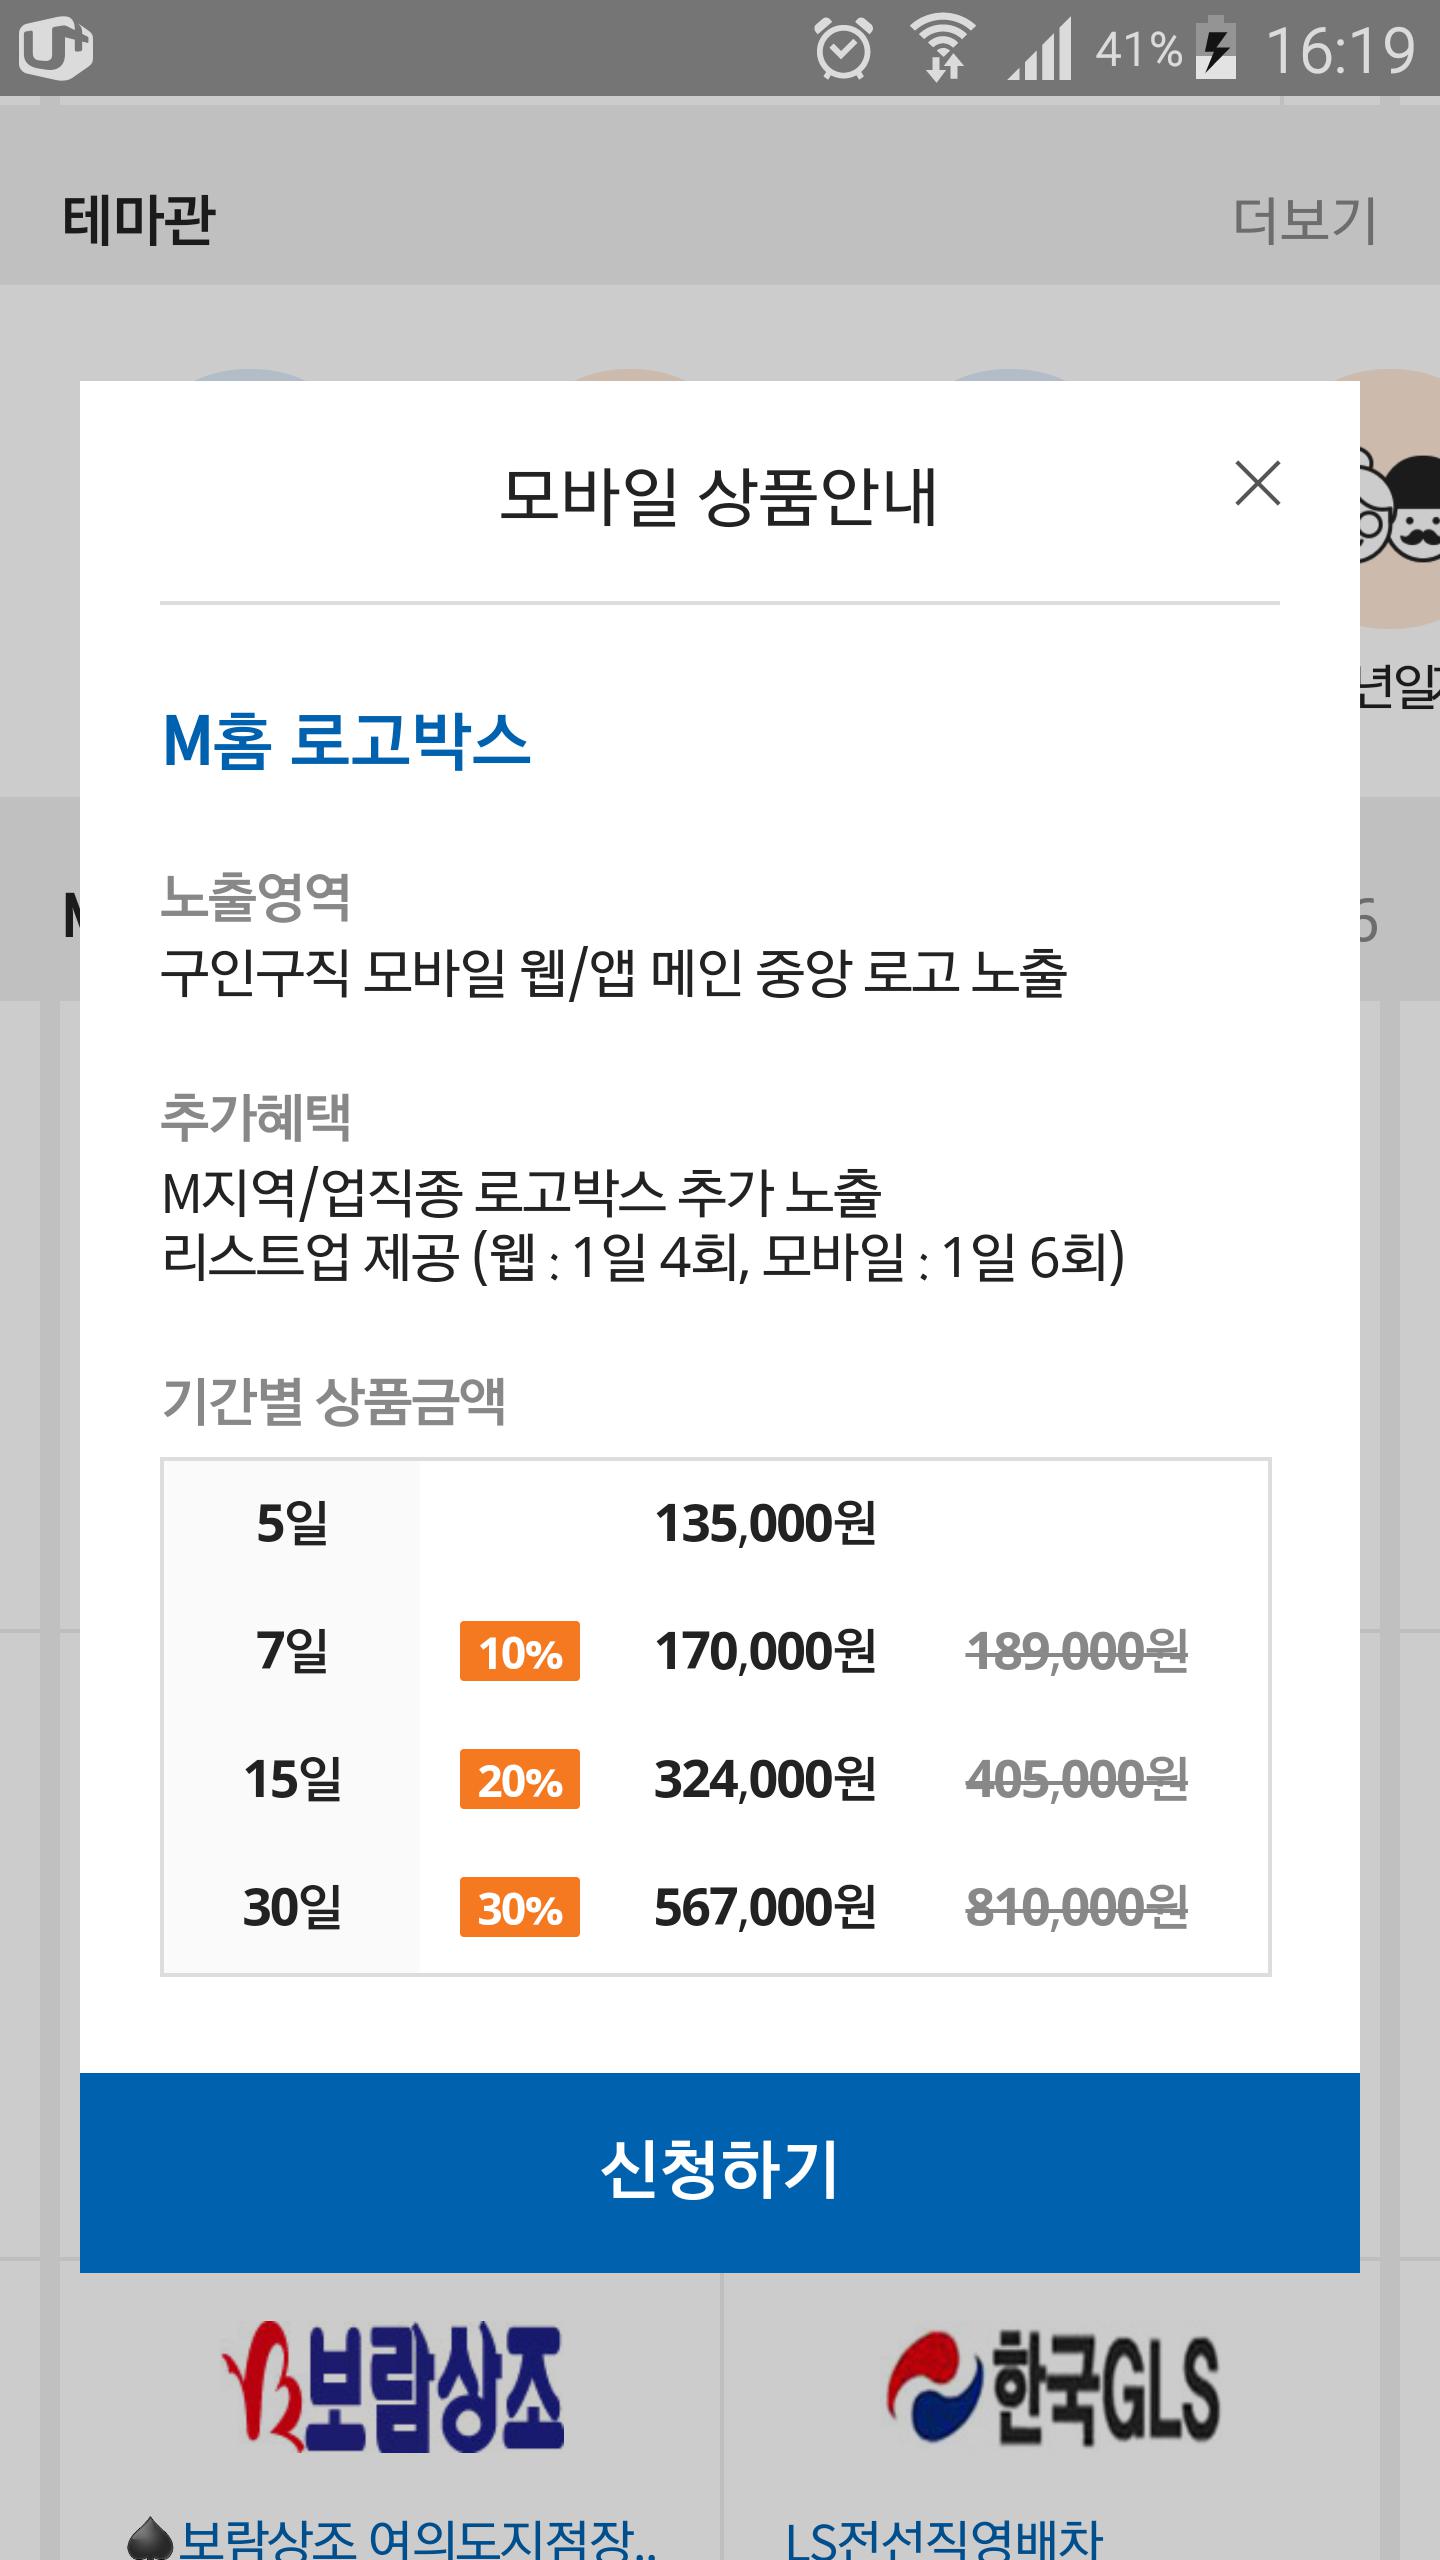 U+
41%
16:19
테마관
더보기
모바일 상품안내
년일
M홈 로고박스
노출영역
6
구인구직 모바일 웹/앱 메인 중앙 로고 노출
추가혜택
M지역/업직종 로고박스 추가 노출
리스트업 제공 (웹 : 1일 4회, 모바일 : 1일 6회)
기간별 상품금액
5일 135,000원
7일 10% 170,000원 189,000원
15일 20% 324,000원 405,000원
30일 30% 567,000원 810,000원
신청하기
보람상조
한국GLS
♠보람상조 여의도지점장..
LS전선직영배차